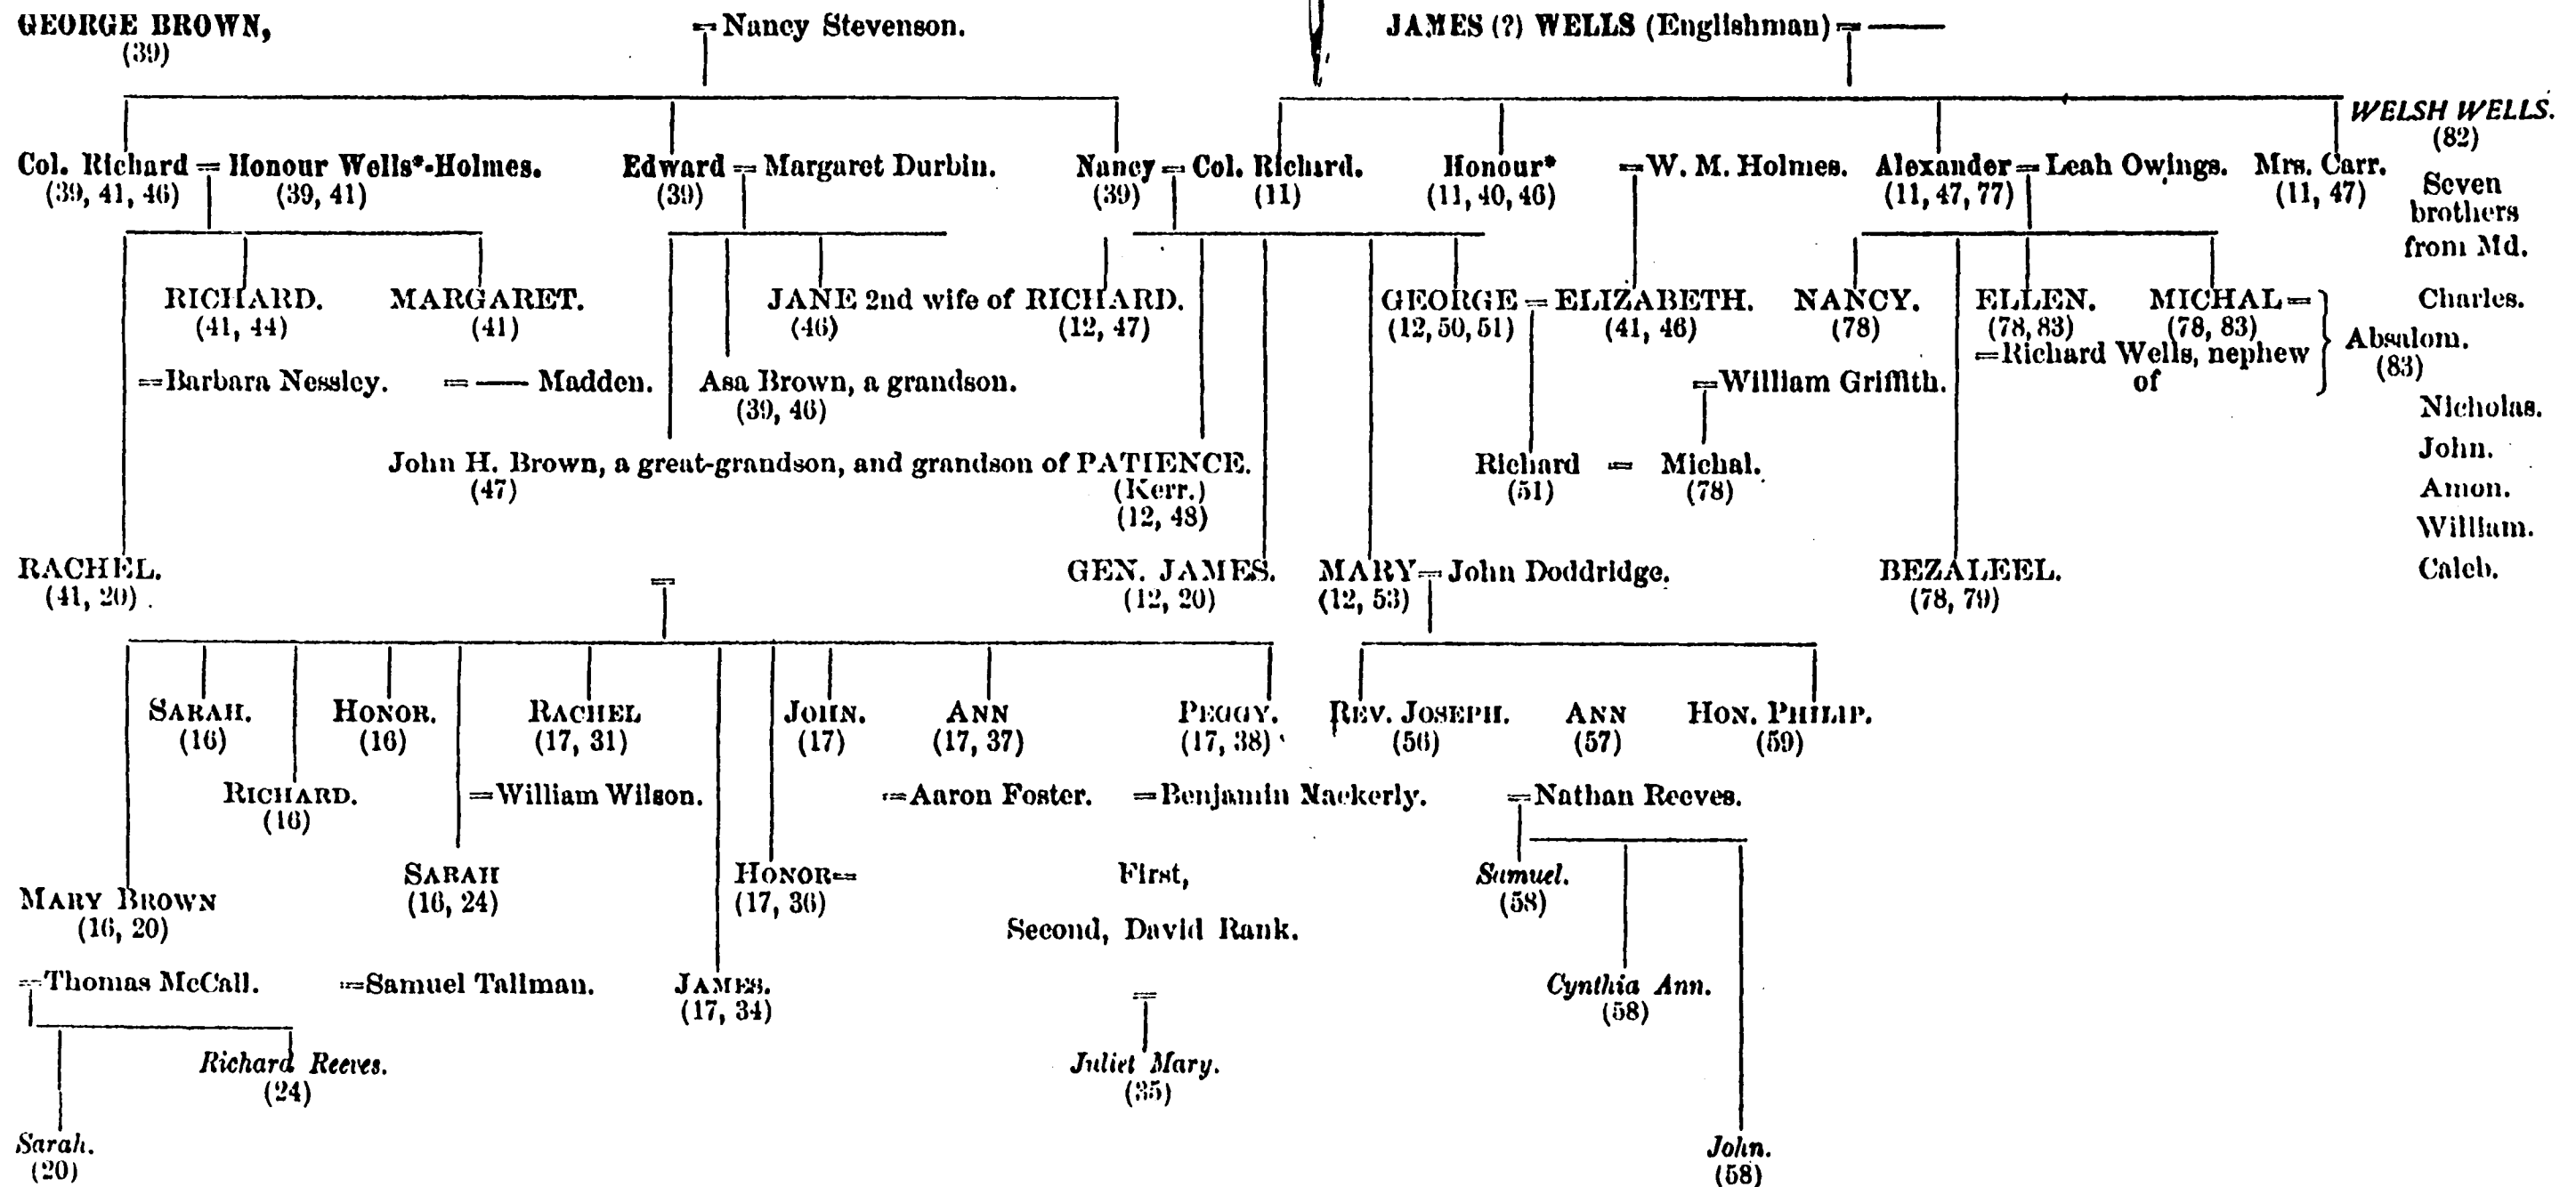 GEORGE BROWN, = Nancy Stevenson. JAMES (?) WELLS (Englishman) = ——
(39)
WELSH WELLS.
(82)
Col. Richard = Honour Wells*-Holmes. Edward = Margaret Durbin. Nancy = Col. Richard. Honour* = W. M. Holmes. Alexander = Leah Owings. Mrs. Carr.
(39, 41, 46) (39, 41) (39) (39) (11) (11, 40, 46) (11, 47, 77) (11, 47)
Seven
brothers
from Md.
RICHARD. MARGARET. JANE 2nd wife of RICHARD. GEORGE = ELIZABETH. NANCY. ELLEN. MICHAL = Charles.
(41, 44) (41) (46) (12, 47) (12, 50, 51) (41, 46) (78) (78, 83) (78, 83)
Absalom.
(83)
=Richard Wells, nephew
of
=Barbara Nessley. = —— Madden. Asa Brown, a grandson. =William Griffith.
(39, 46)
Nicholas.
John H. Brown, a great-grandson, and grandson of PATIENCE. Richard = Michal. John.
(47) (Kerr.) (51) (78) Amon.
(12, 48)
William.
RACHEL. = GEN. JAMES. MARY = John Doddridge. BEZALEEL. Caleb.
(41, 20) (12, 20) (12, 53) (78, 79)
SARAH. HONOR. RACHEL JOHN. ANN PEGGY. REV. JOSEPH. ANN HON. PHILIP.
(16) (16) (17, 31) (17) (17, 37) (17, 38) (56) (57) (59)
RICHARD. =William Wilson. =Aaron Foster. =Benjamin Mackerly. =Nathan Reeves.
(16)
SARAH HONOR= First, Samuel.
(16, 24) (17, 36) (58)
MARY BROWN
(16, 20)
Second, David Rank.
=Thomas McCall. =Samuel Tallman. JAMES. = Cynthia Ann.
(17, 34) (58)
Richard Reeves. Juliet Mary.
(24) (35)
Sarah. John.
(20) (58)